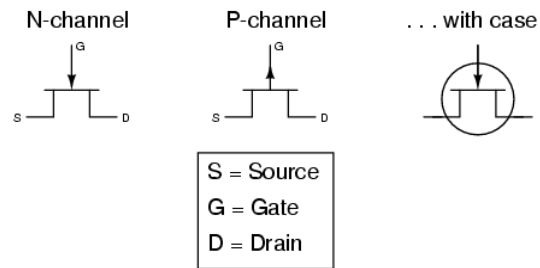 N-channel
P-channel
. . . with case
G
G
S
D
S
D
S = Source
G = Gate
D = Drain